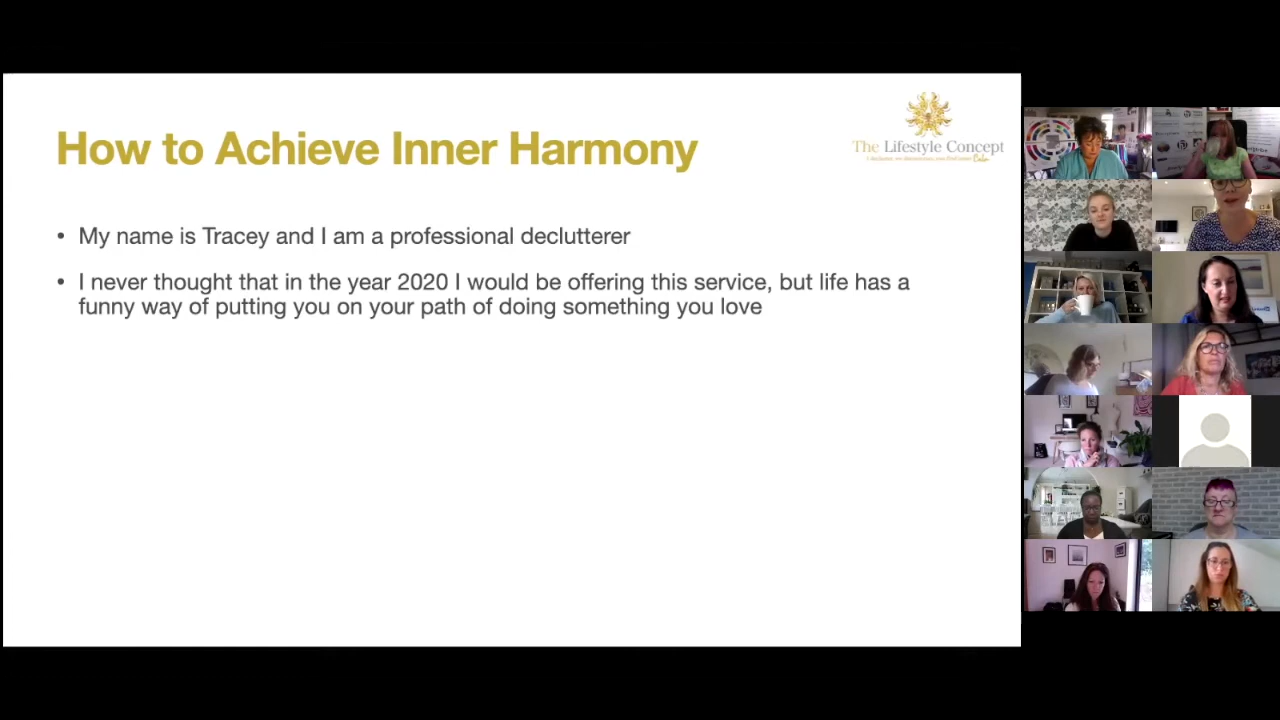 How to Achieve Inner Harmony
The Lifestyle Concept
• My name is Tracey and I am a professional declutterer
• I never thought that in the year 2020 I would be offering this service, but life has a
funny way of putting you on your path of doing something you love